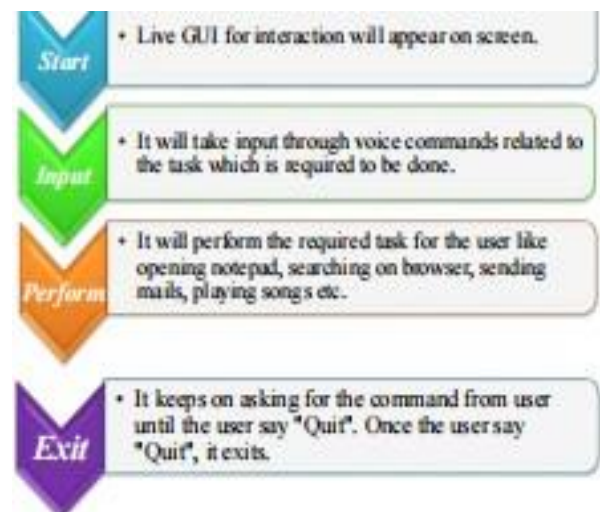 Start
• Live GUI for interaction will appear on screen.
Input
• It will take input through voice commands related to
the task which is required to be done.
Perform
• It will perform the required task for the user like
opening notepad, searching on browser, sending
mails, playing songs etc.
Exit
• It keeps on asking for the command from user
until the user say "Quit". Once the user say
"Quit", it exits.